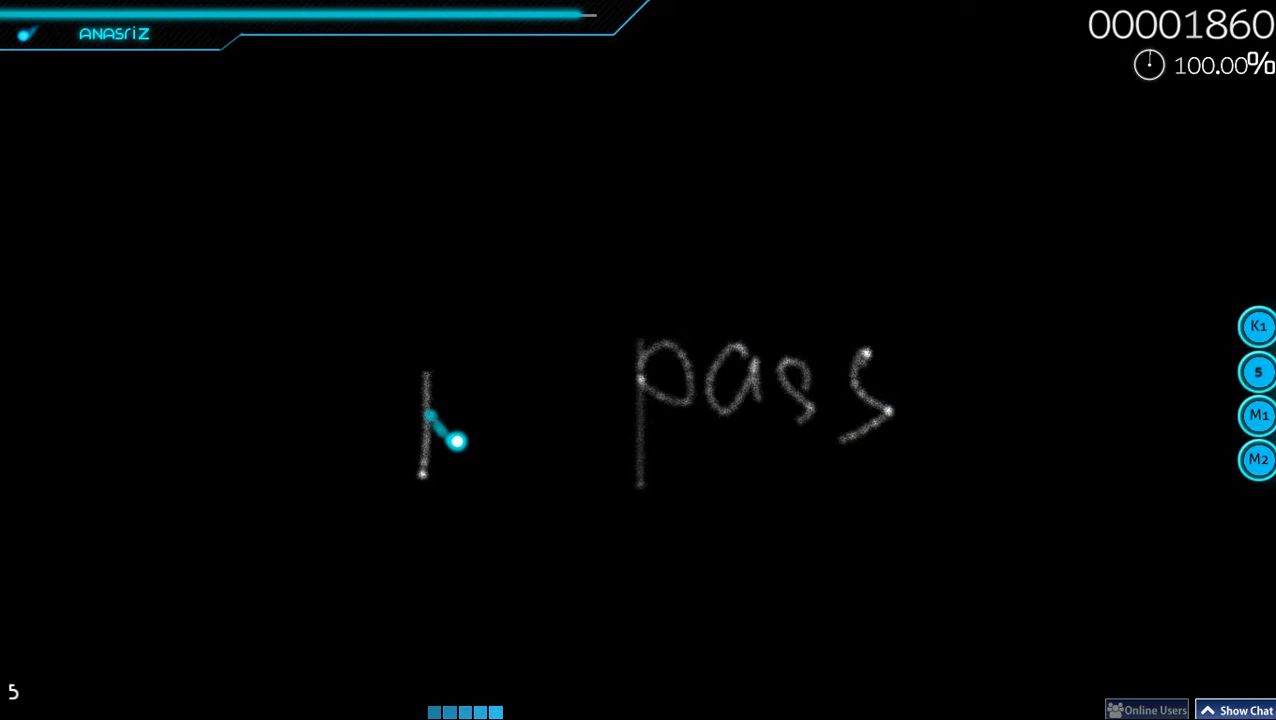 ANASriZ
00001860
100.00%
I pass
K1
5
M1
M2
5
Online Users
Show Chat